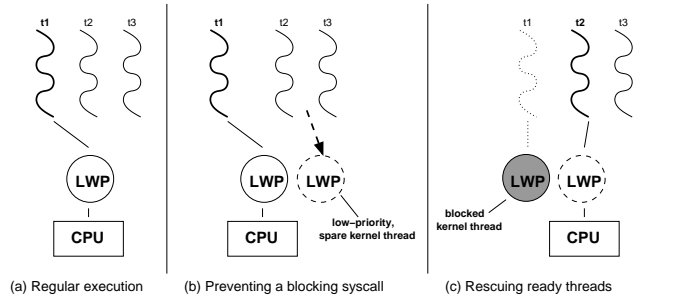 t1 t2 t3
t1 t2 t3
t1 t2 t3
LWP
LWP LWP
LWP LWP
low−priority,
spare kernel thread
blocked
kernel thread
CPU
CPU
CPU
(a) Regular execution
(b) Preventing a blocking syscall
(c) Rescuing ready threads